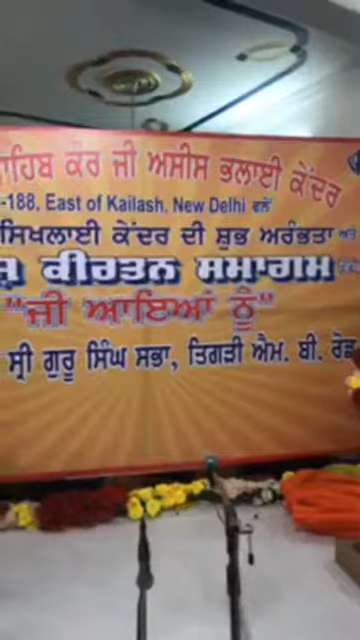 ਸਾਹਿਬ ਕੌਰ ਜੀ ਅਸੀਸ ਭਲਾਈ ਕੇਂਦਰ
-188, East of Kailash, New Delhi ਵਲੋਂ
ਸਿਖਲਾਈ ਕੇਂਦਰ ਦੀ ਸ਼ੁਭ ਅਰੰਭਤਾ ਅਤੇ
ਕੀਰਤਨ ਸਮਾਗਮ
"ਜੀ ਆਇਆਂ ਨੂੰ"
ਸ੍ਰੀ ਗੁਰੂ ਸਿੰਘ ਸਭਾ, ਤਿਗੜੀ ਐਮ. ਬੀ. ਰੋਡ